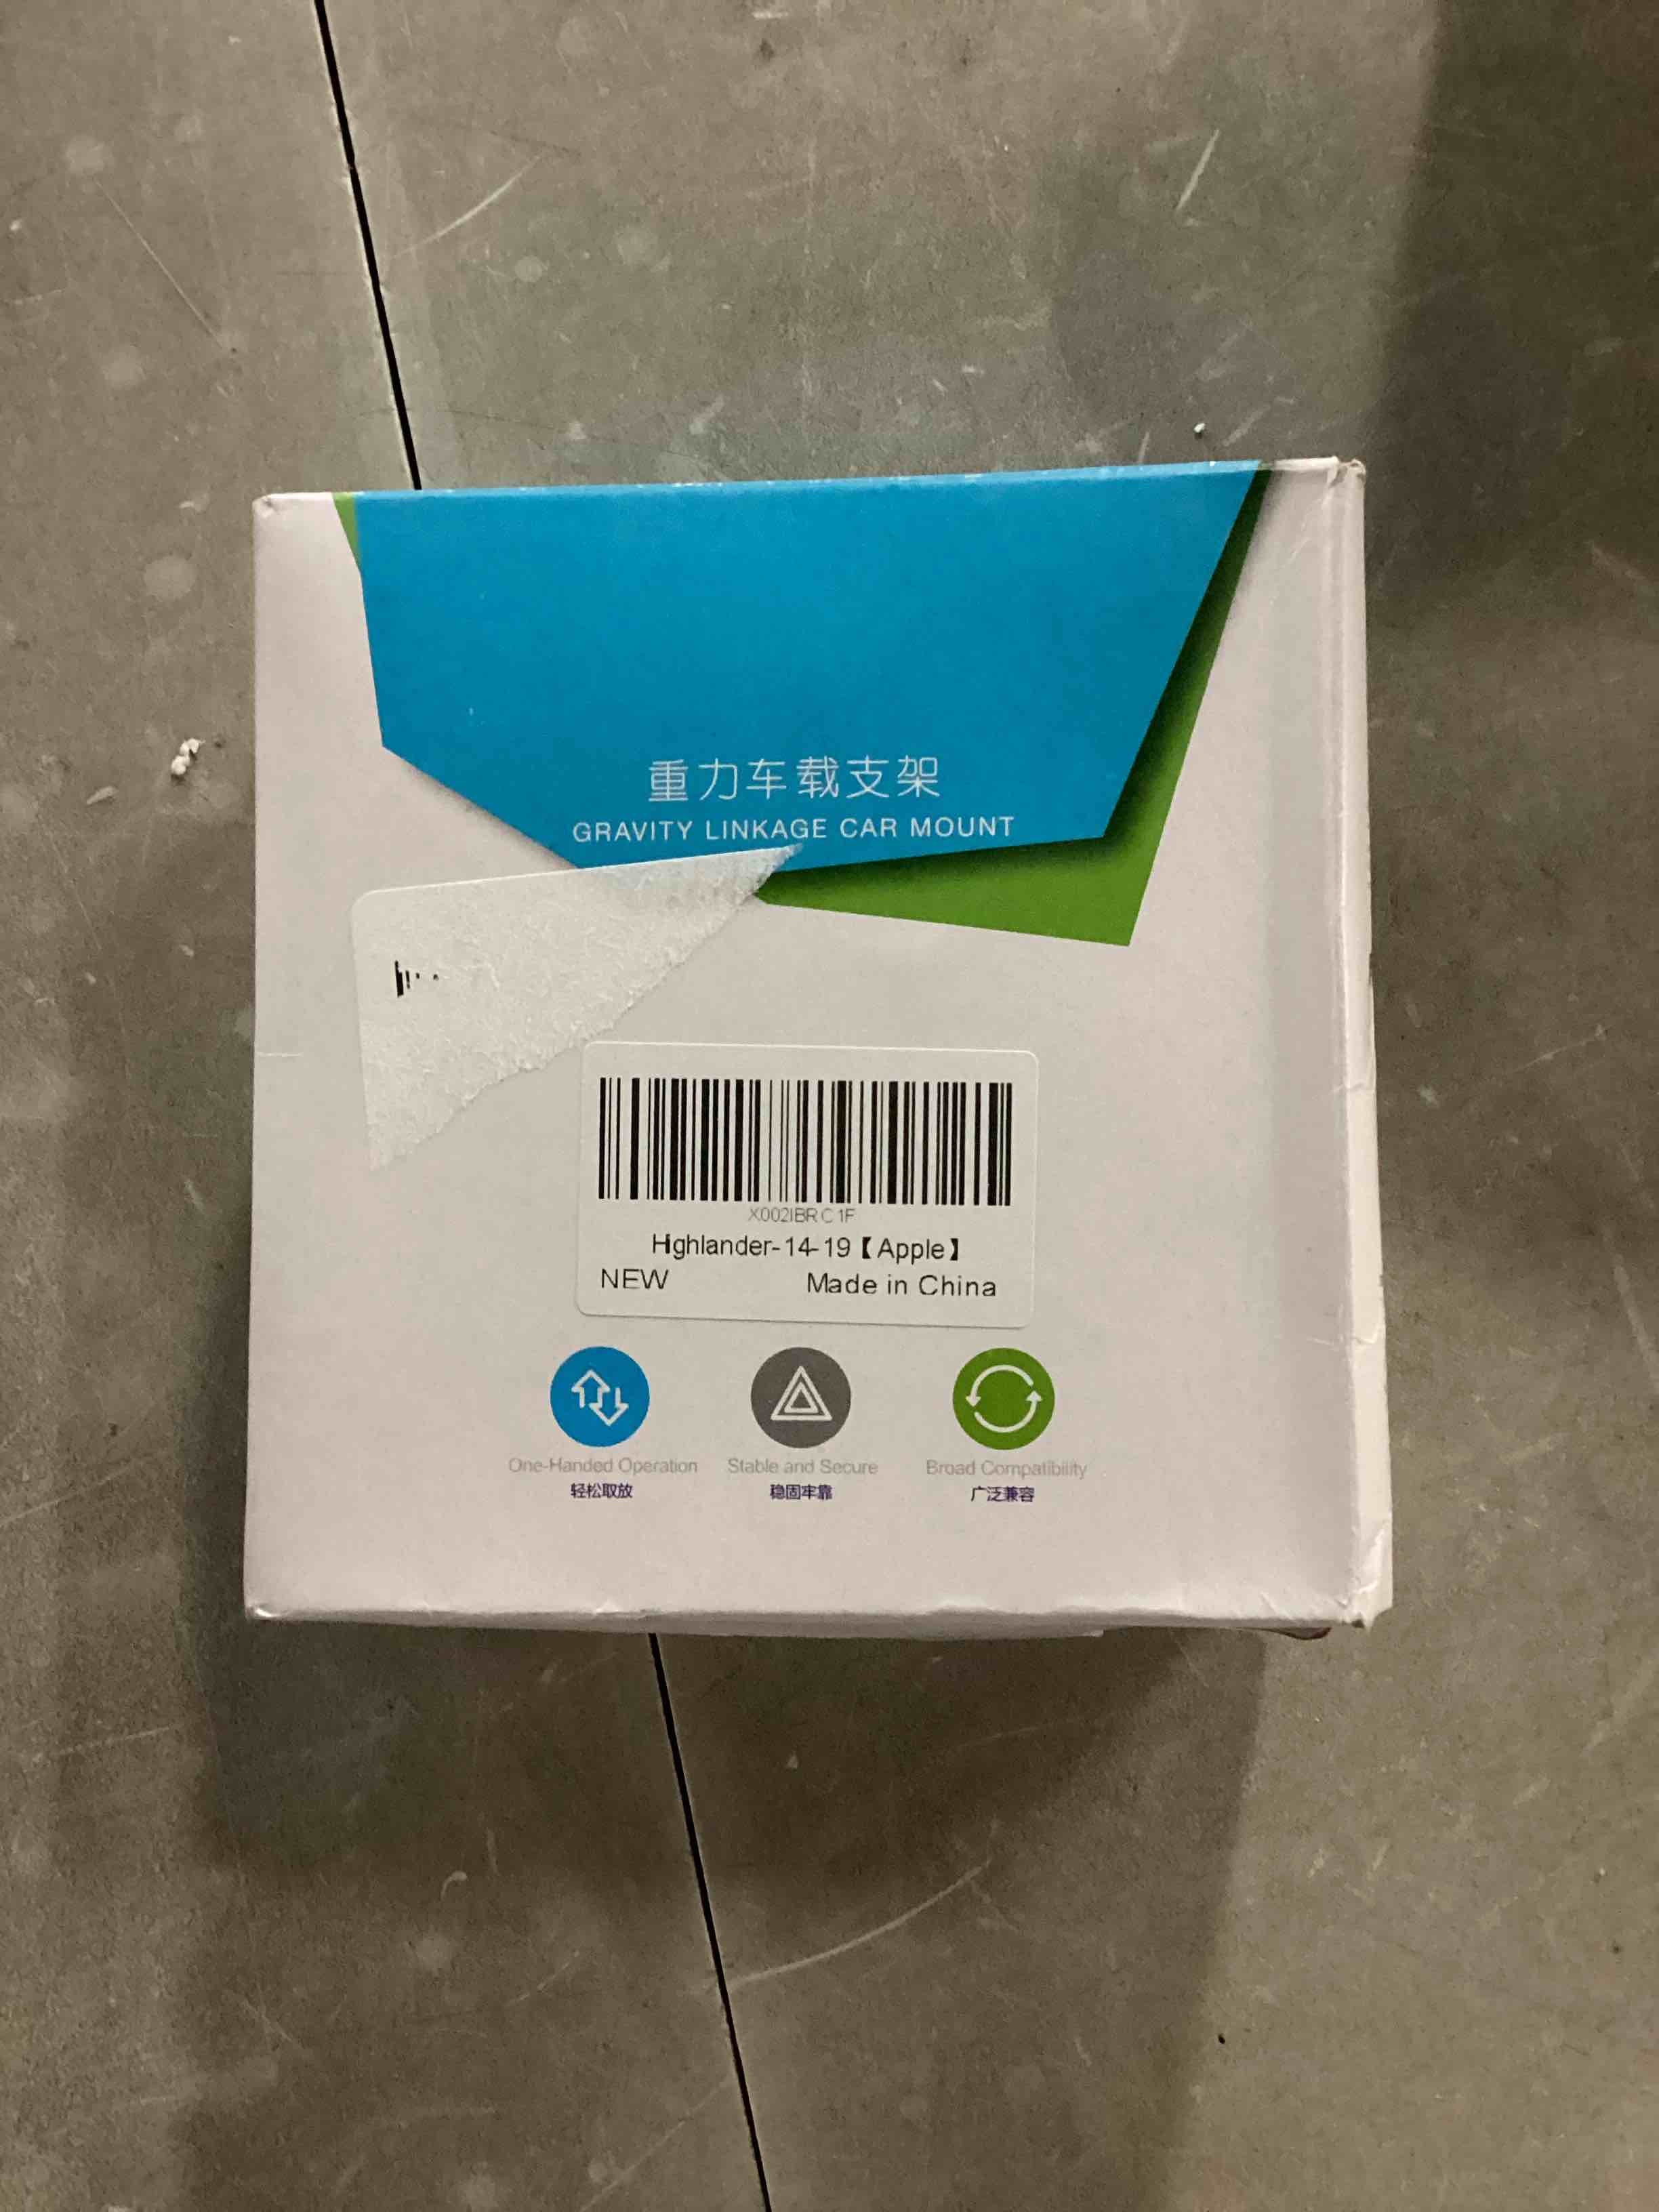 重力车载支架
GRAVITY LINKAGE CAR MOUNT
X002IBRC1F
Highlander-14-19【Apple】
NEW Made in China
One-Handed Operation Stable and Secure Broad Compatibility
轻松取放 稳固牢靠 广泛兼容